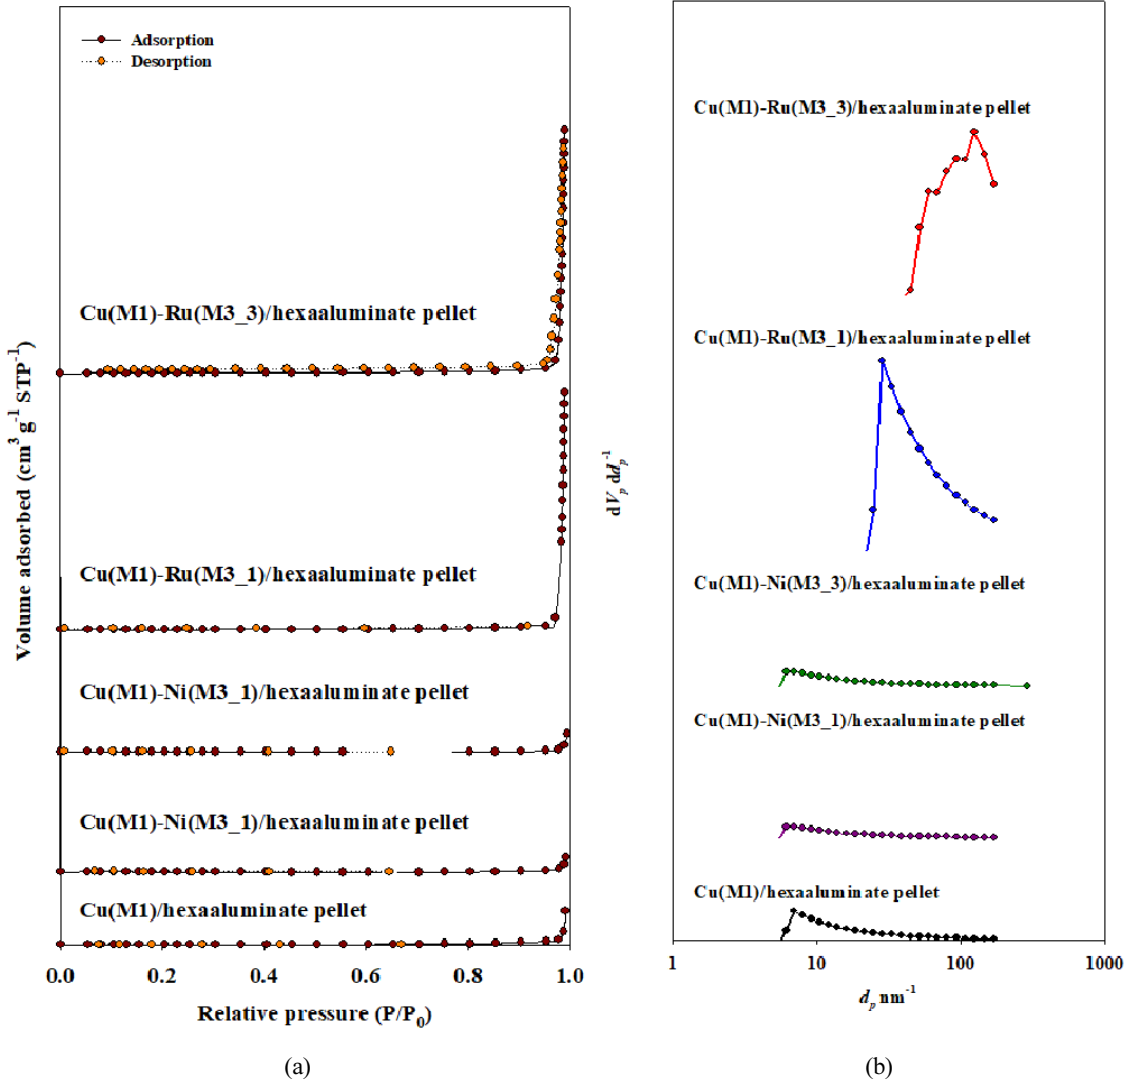 Adsorption
Desorption
Cu(M1)-Ru(M3_3)/hexaaluminate pellet
Cu(M1)-Ru(M3_1)/hexaaluminate pellet
Cu(M1)-Ni(M3_1)/hexaaluminate pellet
Cu(M1)-Ni(M3_1)/hexaaluminate pellet
Cu(M1)/hexaaluminate pellet
Volume adsorbed (cm³ g⁻¹ STP⁻¹)
0.0 0.2 0.4 0.6 0.8 1.0
Relative pressure (P/P₀)
(a)
Cu(M1)-Ru(M3_3)/hexaaluminate pellet
Cu(M1)-Ru(M3_1)/hexaaluminate pellet
Cu(M1)-Ni(M3_3)/hexaaluminate pellet
Cu(M1)-Ni(M3_1)/hexaaluminate pellet
Cu(M1)/hexaaluminate pellet
dVₚ ddₚ⁻¹
1 10 100 1000
dₚ nm⁻¹
(b)